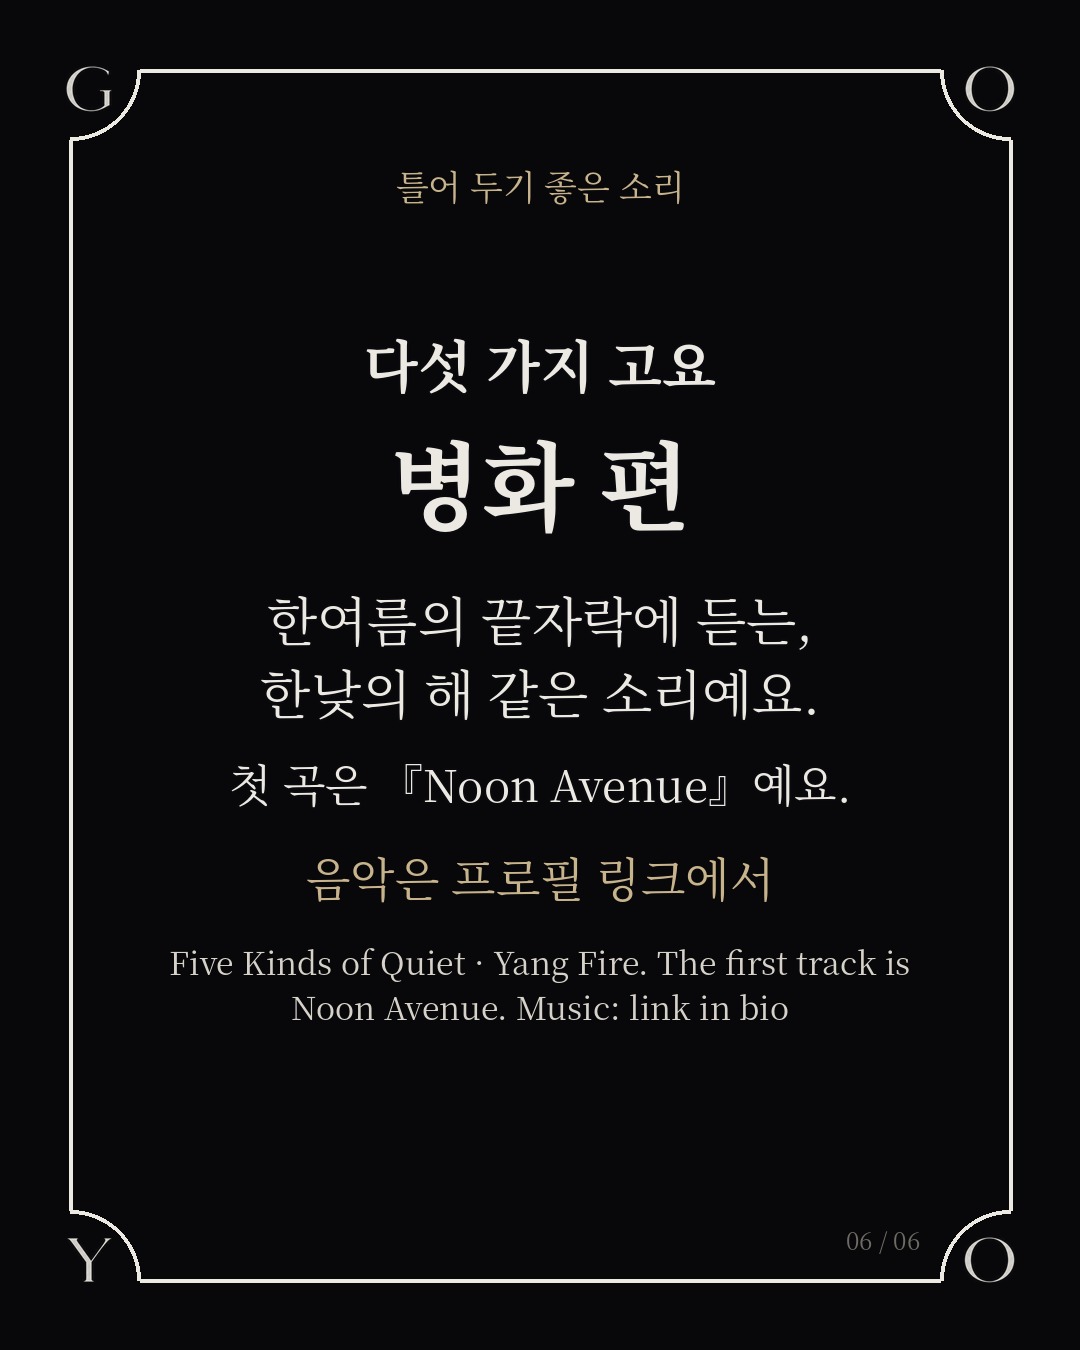 G O
틀어 두기 좋은 소리
다섯 가지 고요
병화 편
한여름의 끝자락에 듣는,
한낮의 해 같은 소리예요.
첫 곡은 『Noon Avenue』예요.
음악은 프로필 링크에서
Five Kinds of Quiet · Yang Fire. The first track is
Noon Avenue. Music: link in bio
06 / 06
Y O